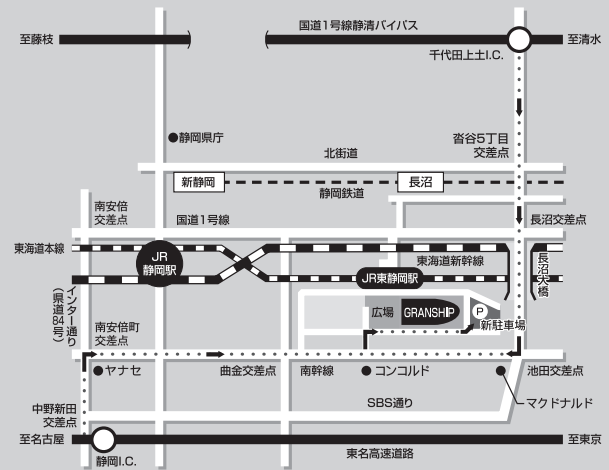 国道1号線静清バイパス
至藤枝
至清水
千代田上土I.C.
静岡県庁
沓谷5丁目
交差点
北街道
新静岡
長沼
静岡鉄道
南安倍
交差点
国道1号線
長沼交差点
東海道本線
JR
静岡駅
東海道新幹線
長沼大橋
JR東静岡駅
インター通り
(県道84号)
広場
GRANSHIP
P
新駐車場
南安倍町
交差点
ヤナセ
曲金交差点
南幹線
コンコルド
池田交差点
SBS通り
マクドナルド
中野新田
交差点
至名古屋
至東京
東名高速道路
静岡I.C.